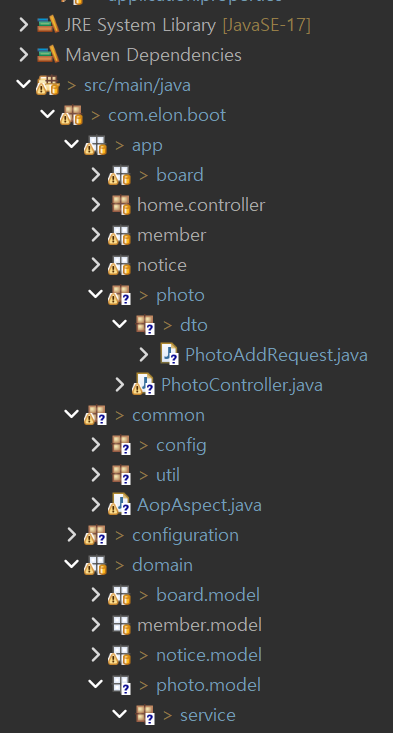 application.properties
JRE System Library [JavaSE-17]
Maven Dependencies
> src/main/java
> com.elon.boot
> app
> board
home.controller
member
notice
> photo
> dto
> PhotoAddRequest.java
> PhotoController.java
> common
> config
> util
> AopAspect.java
> configuration
> domain
> board.model
member.model
> notice.model
> photo.model
> service